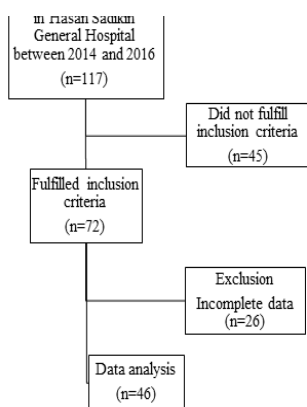 in Hasan Sadikin
General Hospital
between 2014 and 2016
(n=117)
Did not fulfill
inclusion criteria
(n=45)
Fulfilled inclusion
criteria
(n=72)
Exclusion
Incomplete data
(n=26)
Data analysis
(n=46)